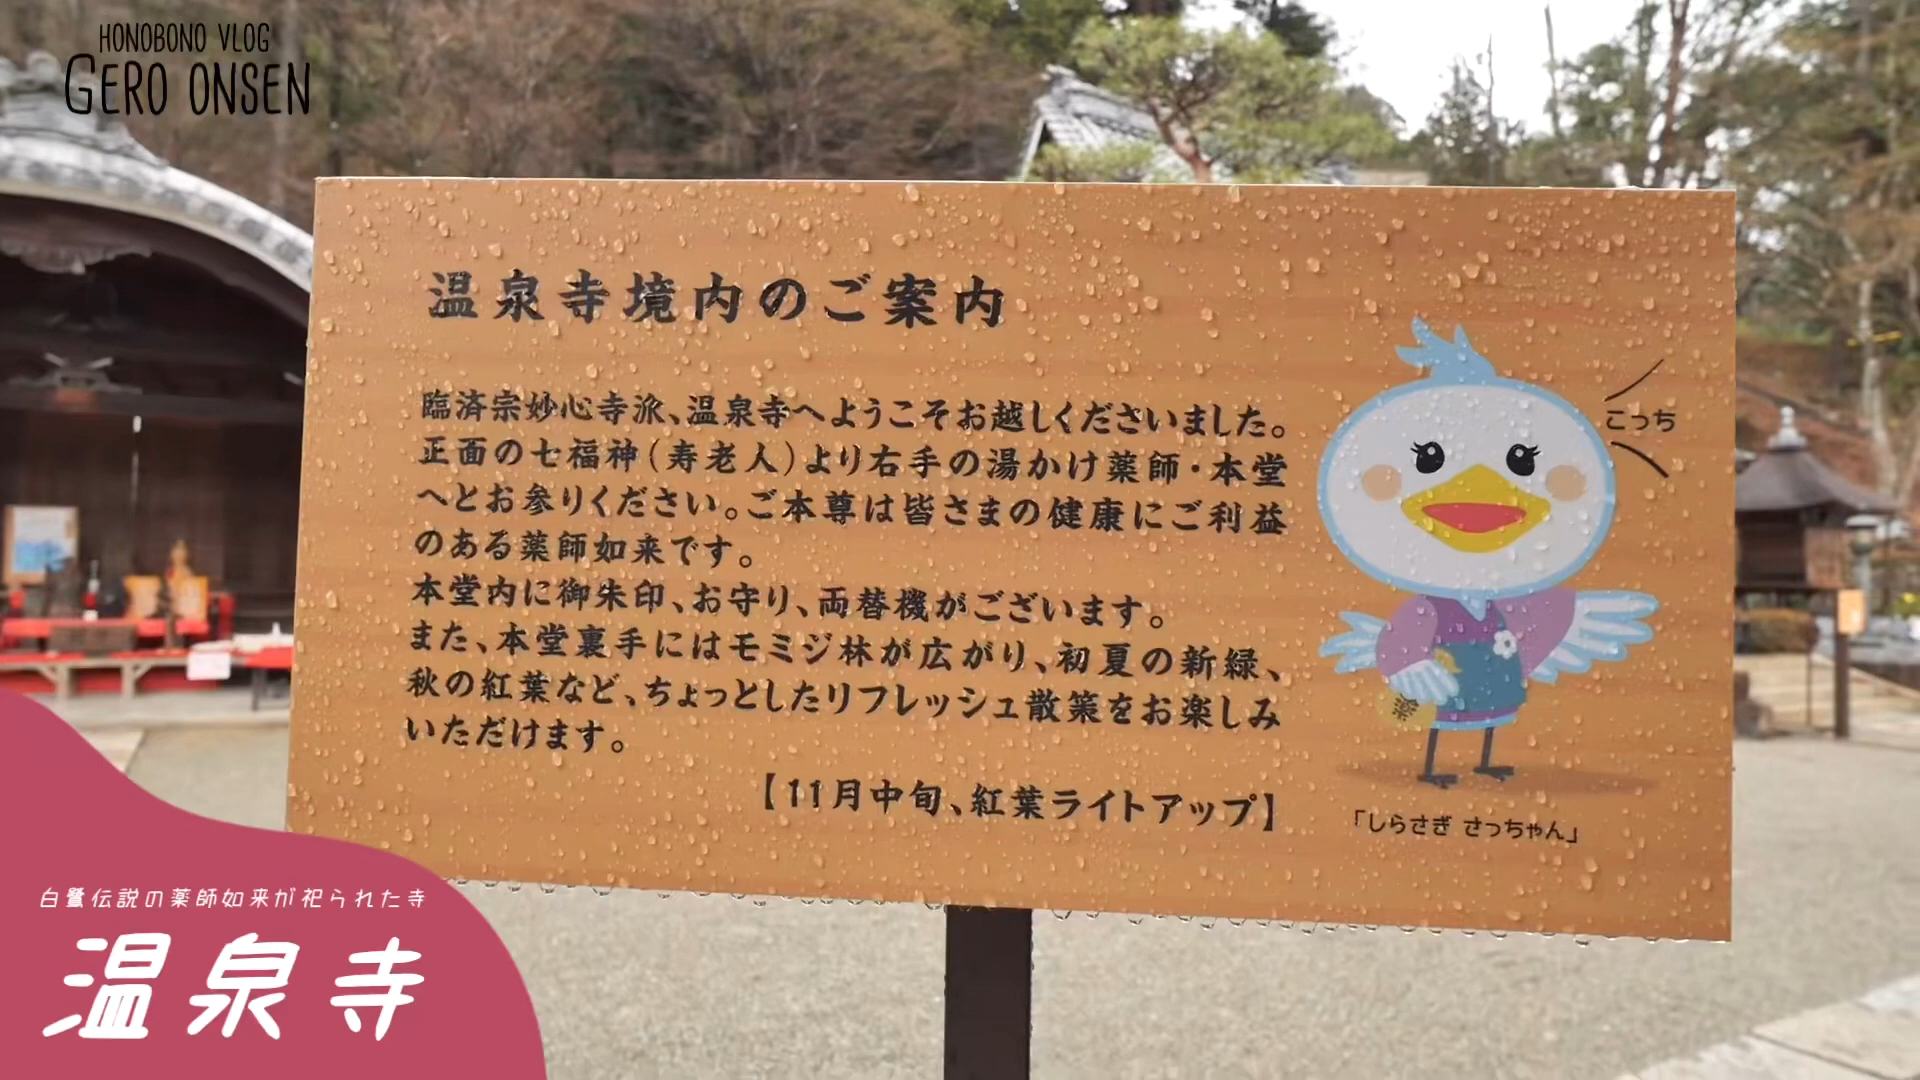 HONOBONO VLOG
GERO ONSEN
温泉寺境内のご案内
臨済宗妙心寺派、温泉寺へようこそお越しくださいました。
正面の七福神(寿老人)より右手の湯かけ薬師・本堂
へとお参りください。ご本尊は皆さまの健康にご利益
のある薬師如来です。
本堂内に御朱印、お守り、両替機がございます。
また、本堂裏手にはモミジ林が広がり、初夏の新緑、
秋の紅葉など、ちょっとしたリフレッシュ散策をお楽しみ
いただけます。
【11月中旬、紅葉ライトアップ】
こっち
薬
「しらさぎ さっちゃん」
白鷺伝説の薬師如来が祀られた寺
温泉寺